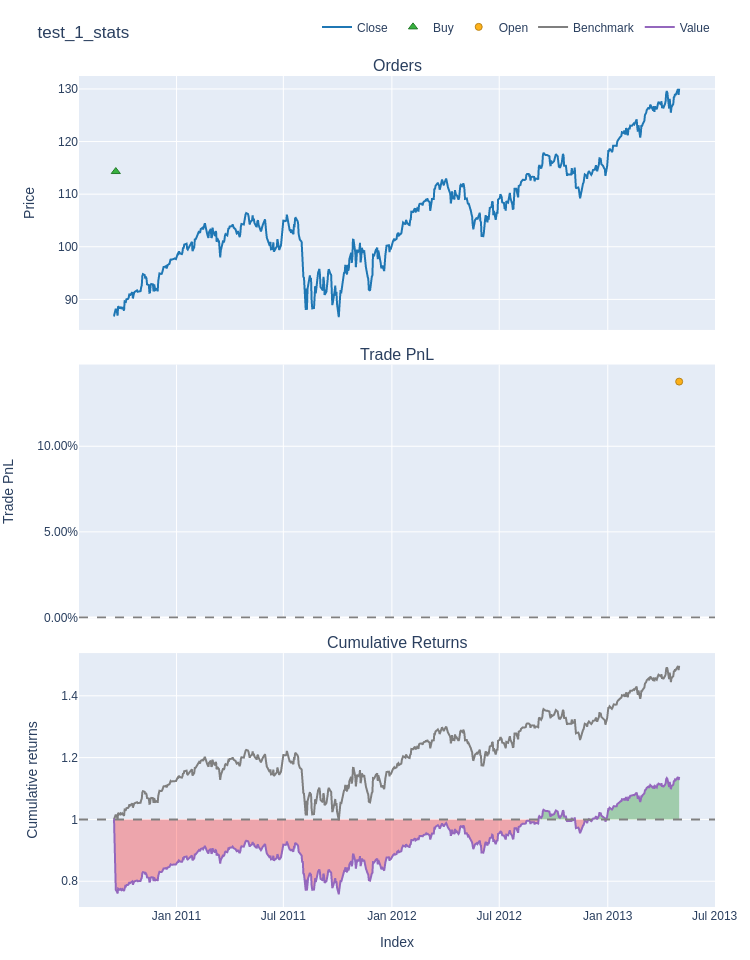 test_1_stats
Close Buy Open Benchmark Value
Orders
130
120
110
100
90
Price
Trade PnL
10.00%
5.00%
0.00%
Trade PnL
Cumulative Returns
1.4
1.2
1
0.8
Cumulative returns
Jan 2011 Jul 2011 Jan 2012 Jul 2012 Jan 2013 Jul 2013
Index